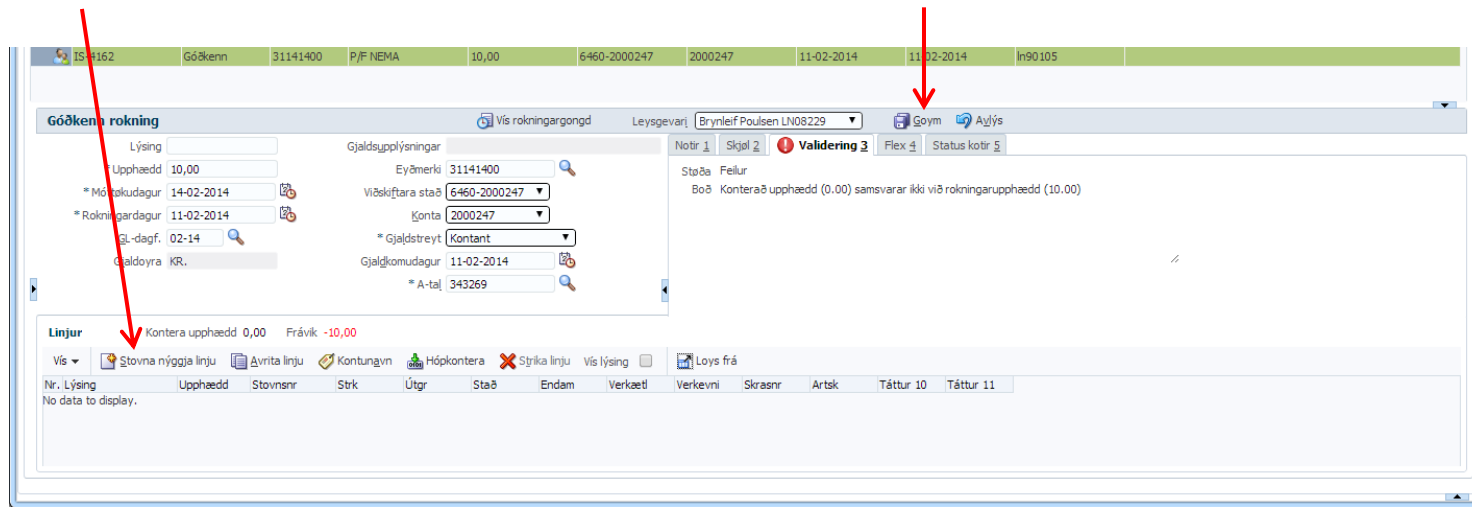 IS-4162 Góðkenn 31141400 P/F NEMA 10,00 6460-2000247 2000247 11-02-2014 11-02-2014 ln90105
Góðkenn rokning Vís rokningargongd Leysgevari Brynleif Poulsen LN08229 Goym Avlýs
Lýsing Gjaldsupplýsningar
* Upphædd 10,00 Eyðmerki 31141400
* Móttøkudagur 14-02-2014 Viðskiftara stað 6460-2000247
* Rokningardagur 11-02-2014 Konta 2000247
GL-dagf. 02-14 * Gjaldstreyt Kontant
Gjaldoyra KR. Gjaldkomudagur 11-02-2014
* A-tal 343269
Notir 1 Skjøl 2 Validering 3 Flex 4 Status kotir 5
Støða Feilur
Boð Konterað upphædd (0.00) samsvarar ikki við rokningarupphædd (10.00)
Linjur Kontera upphædd 0,00 Frávik -10,00
Vís Stovna nýggja linju Avrita linju Kontunavn Hópkontera Strika linju Vís lýsing Loys frá
Nr. Lýsing Upphædd Stovnsnr Strk Útgr Stað Endam Verkætl Verkevni Skrasnr Artsk Táttur 10 Táttur 11
No data to display.